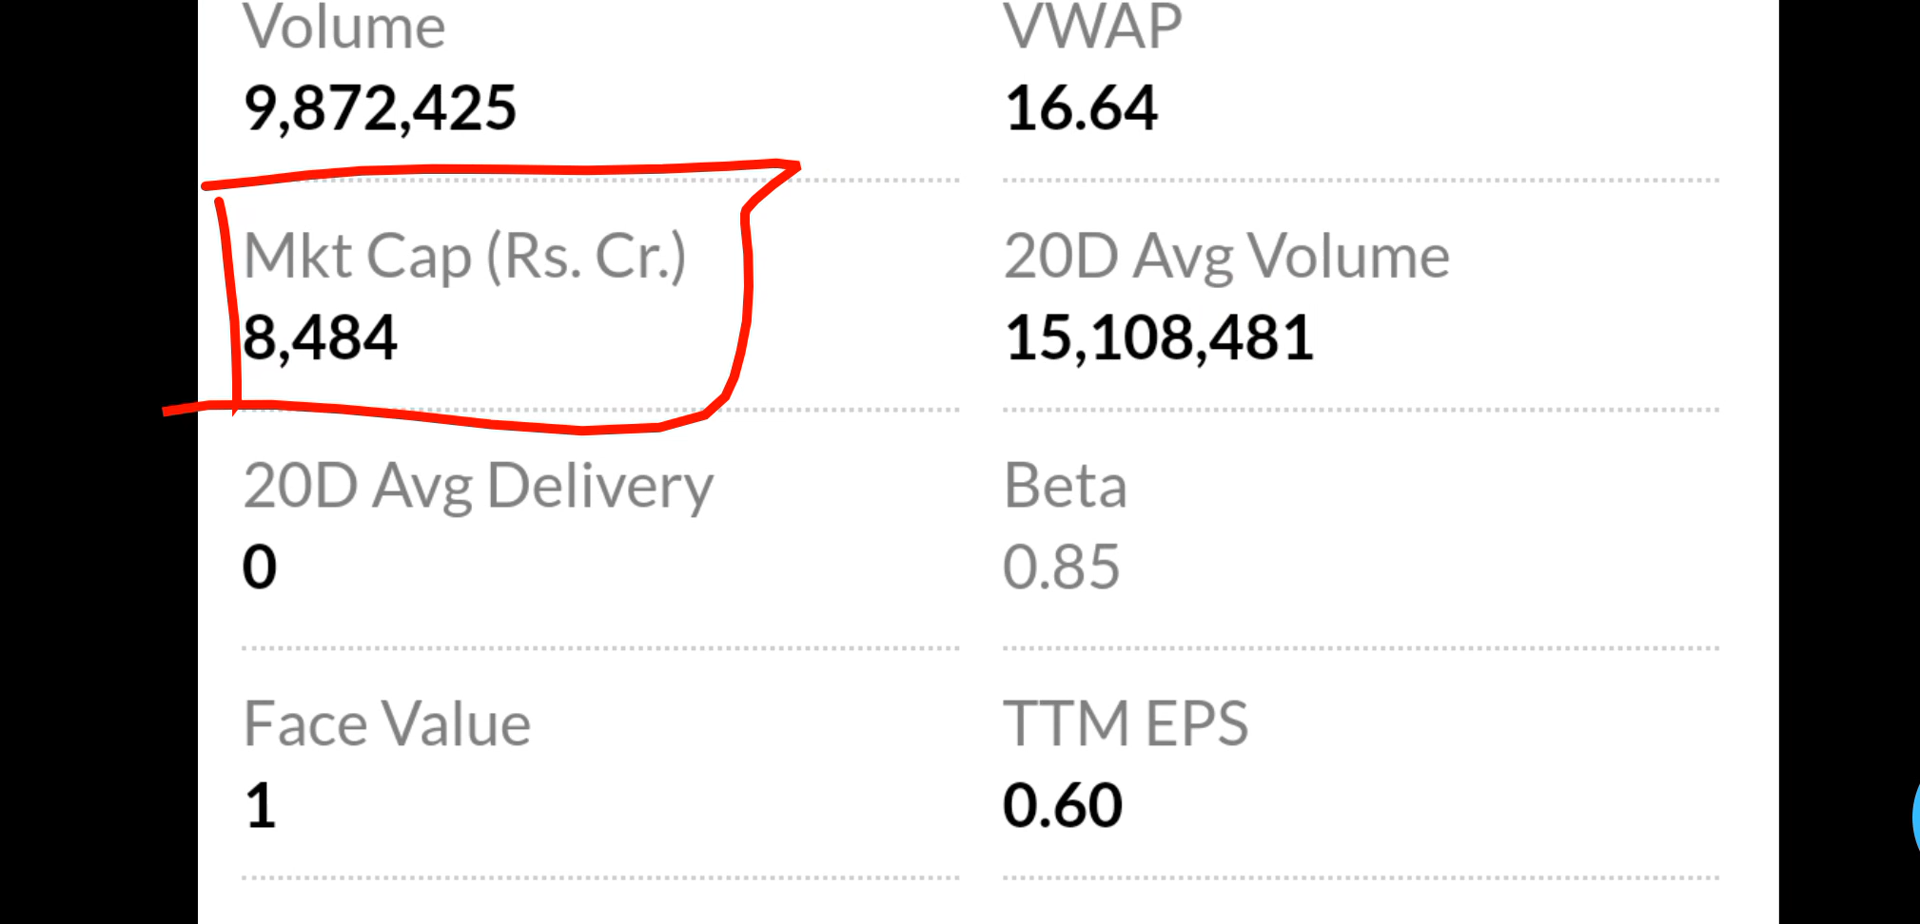 Volume
9,872,425
VWAP
16.64
Mkt Cap (Rs. Cr.)
8,484
20D Avg Volume
15,108,481
20D Avg Delivery
0
Beta
0.85
Face Value
1
TTM EPS
0.60